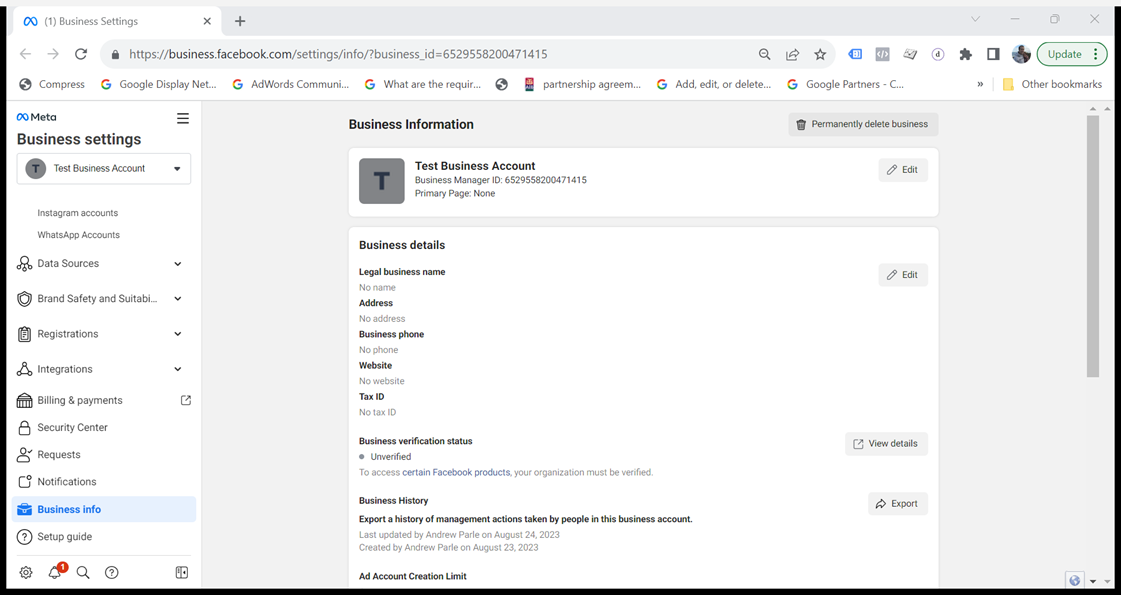 (1) Business Settings
https://business.facebook.com/settings/info/?business_id=6529558200471415
Update
Compress
Google Display Net...
AdWords Communi...
What are the requir...
partnership agreem...
Add, edit, or delete...
Google Partners - C...
»
Other bookmarks
Meta
Business settings
T
Test Business Account
Instagram accounts
WhatsApp Accounts
Data Sources
Brand Safety and Suitabi...
Registrations
Integrations
Billing & payments
Security Center
Requests
Notifications
Business info
Setup guide
1
Business Information
Permanently delete business
T
Test Business Account
Business Manager ID: 6529558200471415
Primary Page: None
Edit
Business details
Legal business name
Edit
No name
Address
No address
Business phone
No phone
Website
No website
Tax ID
No tax ID
Business verification status
View details
Unverified
To access certain Facebook products, your organization must be verified.
Business History
Export
Export a history of management actions taken by people in this business account.
Last updated by Andrew Parle on August 24, 2023
Created by Andrew Parle on August 23, 2023
Ad Account Creation Limit